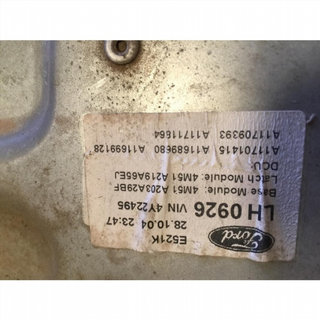 Ford
E521K
28.10.04 23:47
LH 0926 VIN 4Y22495
Base Module: 4M51 A203A29BF
Latch Module: 4M51 A219A65EJ
DCU:
A11701415 A11689680 A11699128
A11709393 A11711664